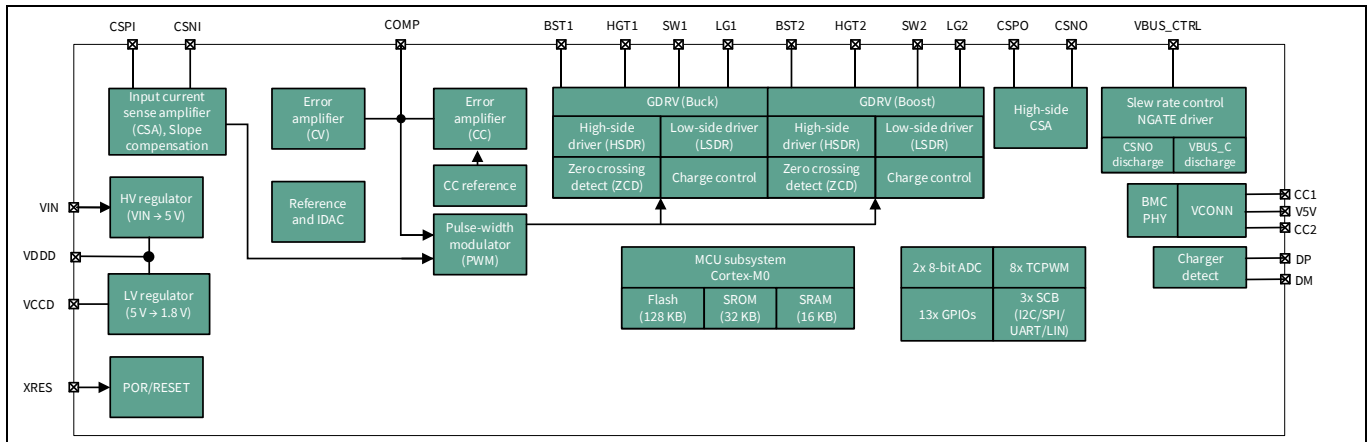 CSPI
CSNI
COMP
BST1
HGT1
SW1
LG1
BST2
HGT2
SW2
LG2
CSPO
CSNO
VBUS_CTRL
Input current
sense amplifier
(CSA), Slope
compensation
Error
amplifier
(CV)
Error
amplifier
(CC)
GDRV (Buck)
GDRV (Boost)
High-side
driver (HSDR)
Low-side driver
(LSDR)
High-side
driver (HSDR)
Low-side driver
(LSDR)
Zero crossing
detect (ZCD)
Charge control
Zero crossing
detect (ZCD)
Charge control
High-side
CSA
Slew rate control
NGATE driver
CSNO
discharge
VBUS_C
discharge
CC reference
Reference
and IDAC
VIN
HV regulator
(VIN → 5 V)
Pulse-width
modulator
(PWM)
BMC
PHY
VCONN
CC1
V5V
CC2
VDDD
MCU subsystem
Cortex-M0
Flash
(128 KB)
SROM
(32 KB)
SRAM
(16 KB)
2x 8-bit ADC
8x TCPWM
13x GPIOs
3x SCB
(I2C/SPI/
UART/LIN)
Charger
detect
DP
DM
VCCD
LV regulator
(5 V → 1.8 V)
XRES
POR/RESET